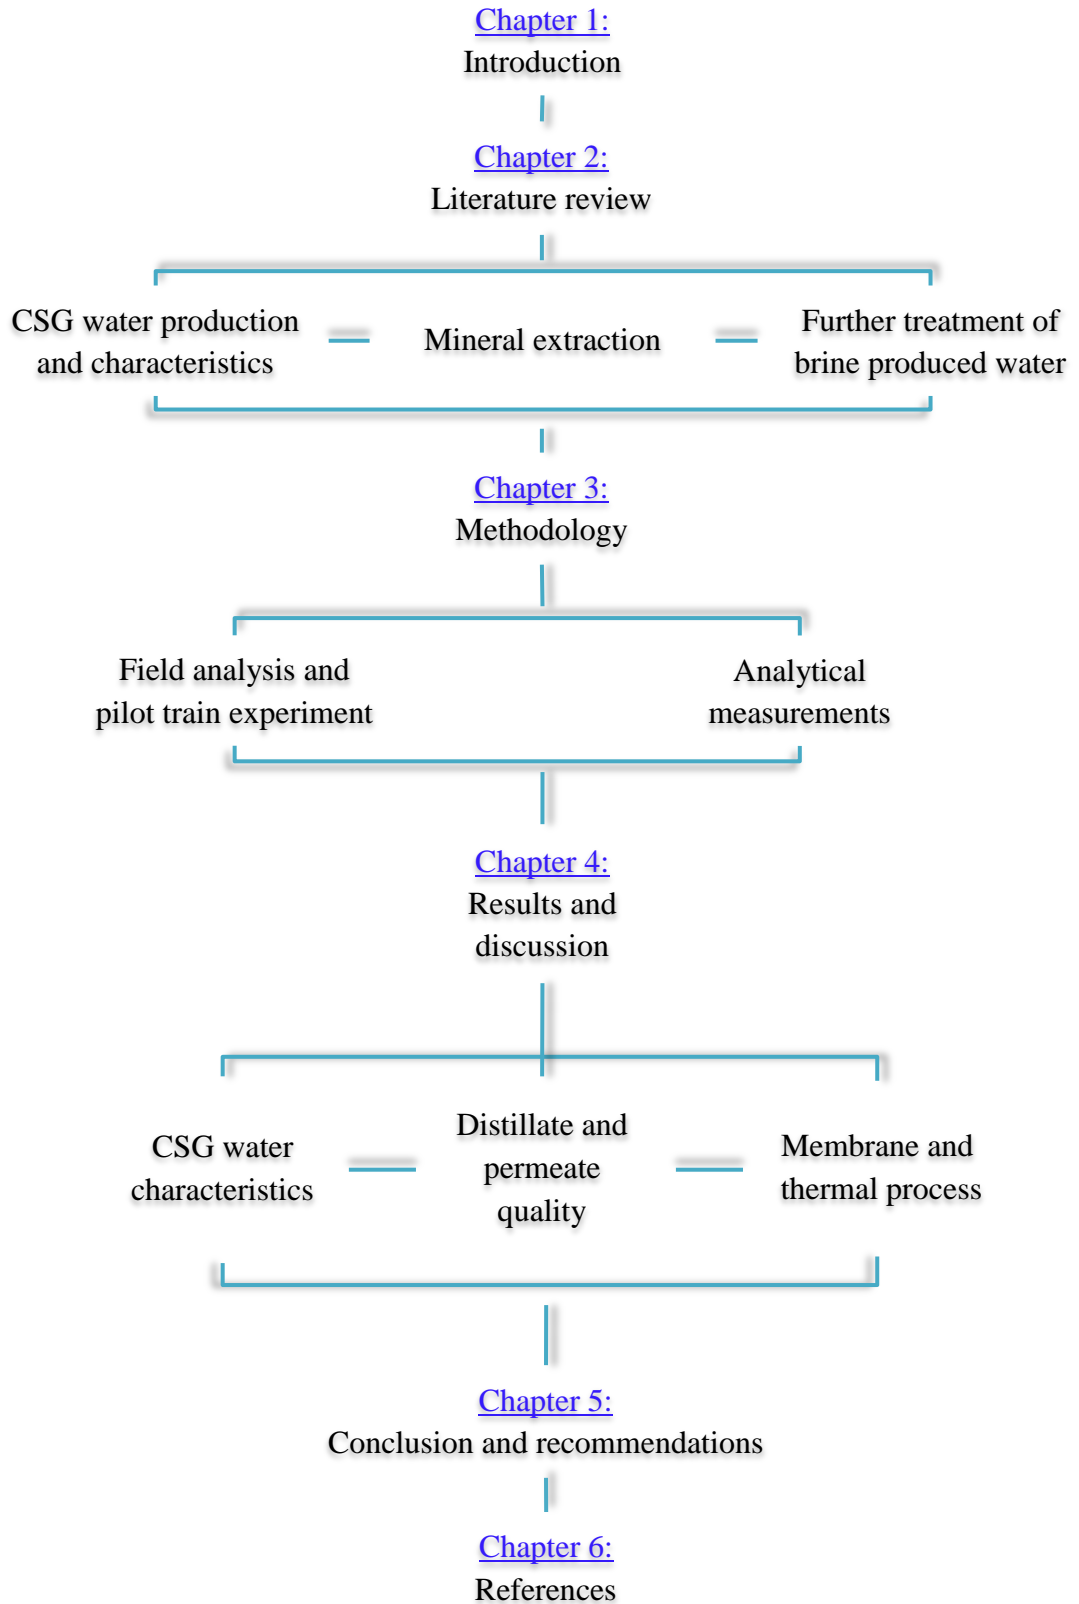 Chapter 1:
Introduction
Chapter 2:
Literature review
CSG water production
and characteristics
Mineral extraction
Further treatment of
brine produced water
Chapter 3:
Methodology
Field analysis and
pilot train experiment
Analytical
measurements
Chapter 4:
Results and
discussion
CSG water
characteristics
Distillate and
permeate
quality
Membrane and
thermal process
Chapter 5:
Conclusion and recommendations
Chapter 6:
References